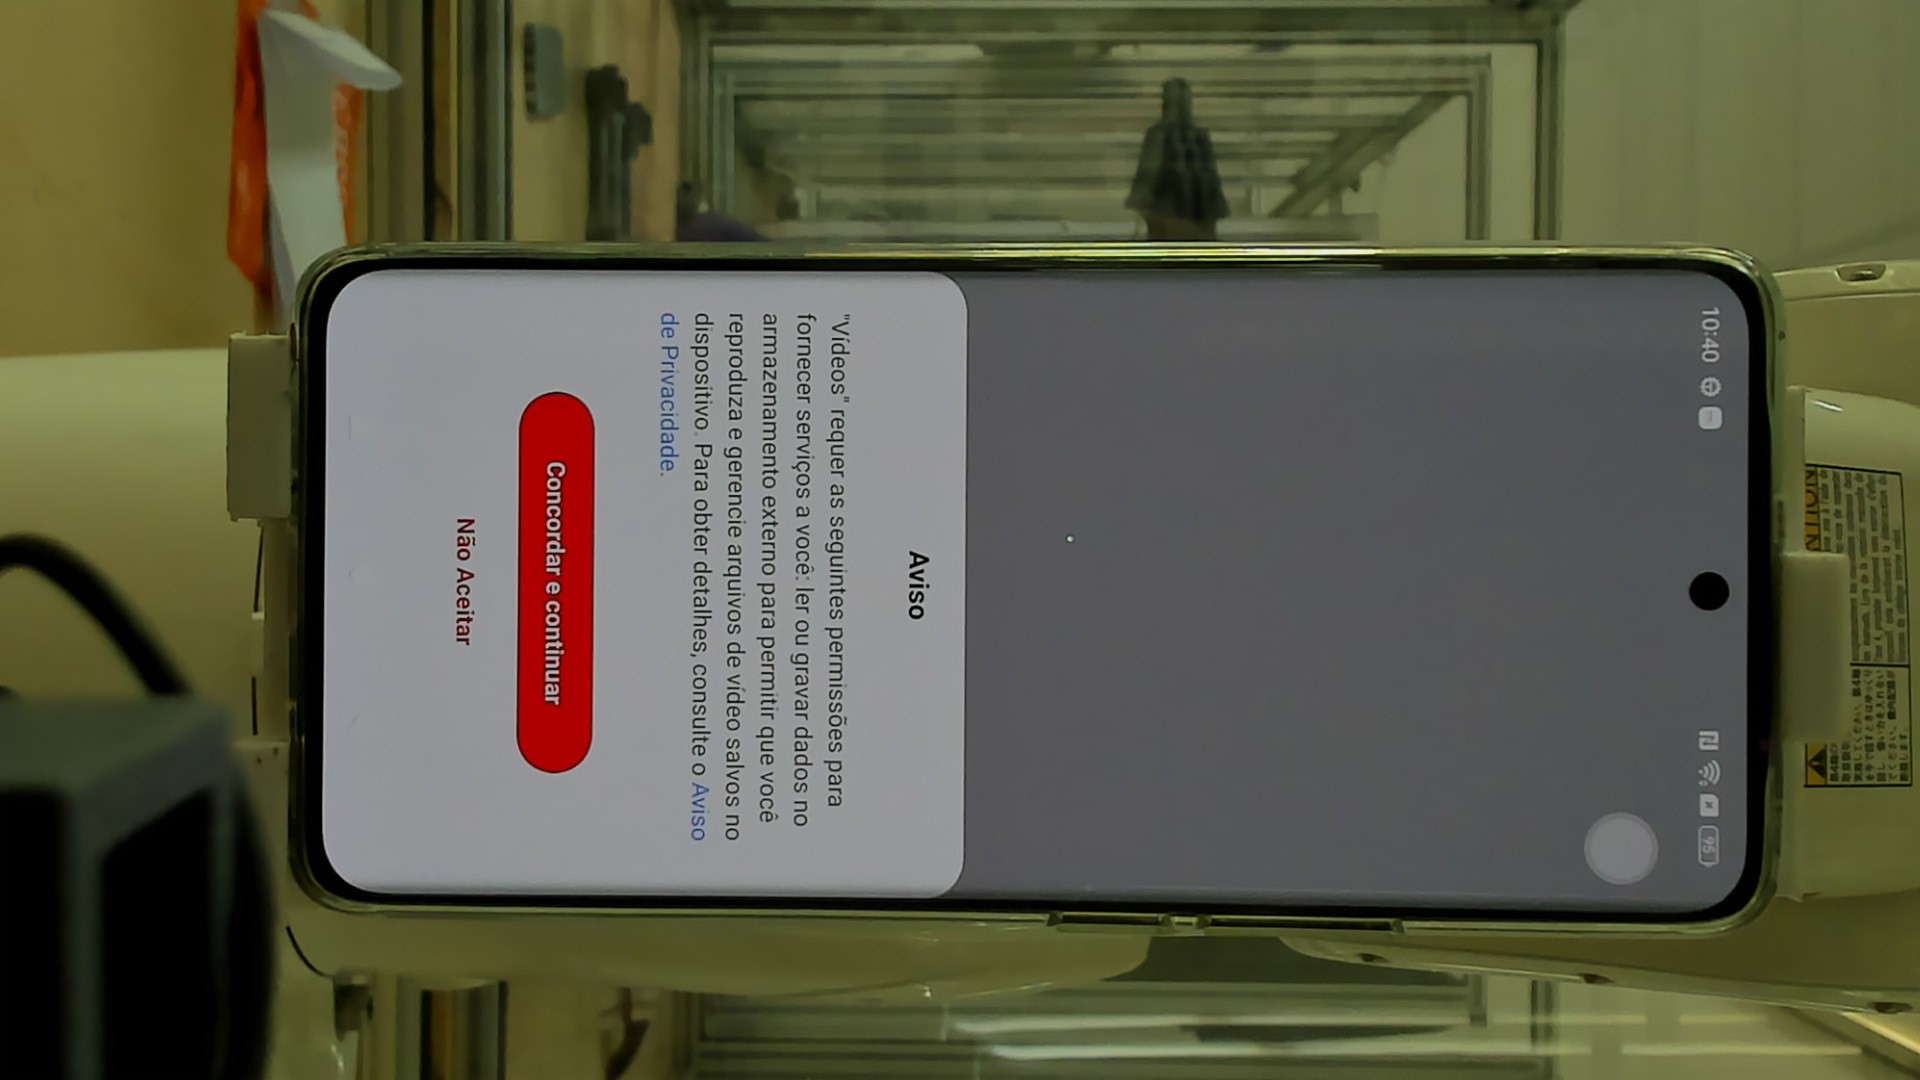 10:40
95
Aviso
"Vídeos" requer as seguintes permissões para
fornecer serviços a você: ler ou gravar dados no
armazenamento externo para permitir que você
reproduza e gerencie arquivos de vídeo salvos no
dispositivo. Para obter detalhes, consulte o Aviso
de Privacidade.
Concordar e continuar
Não Aceitar